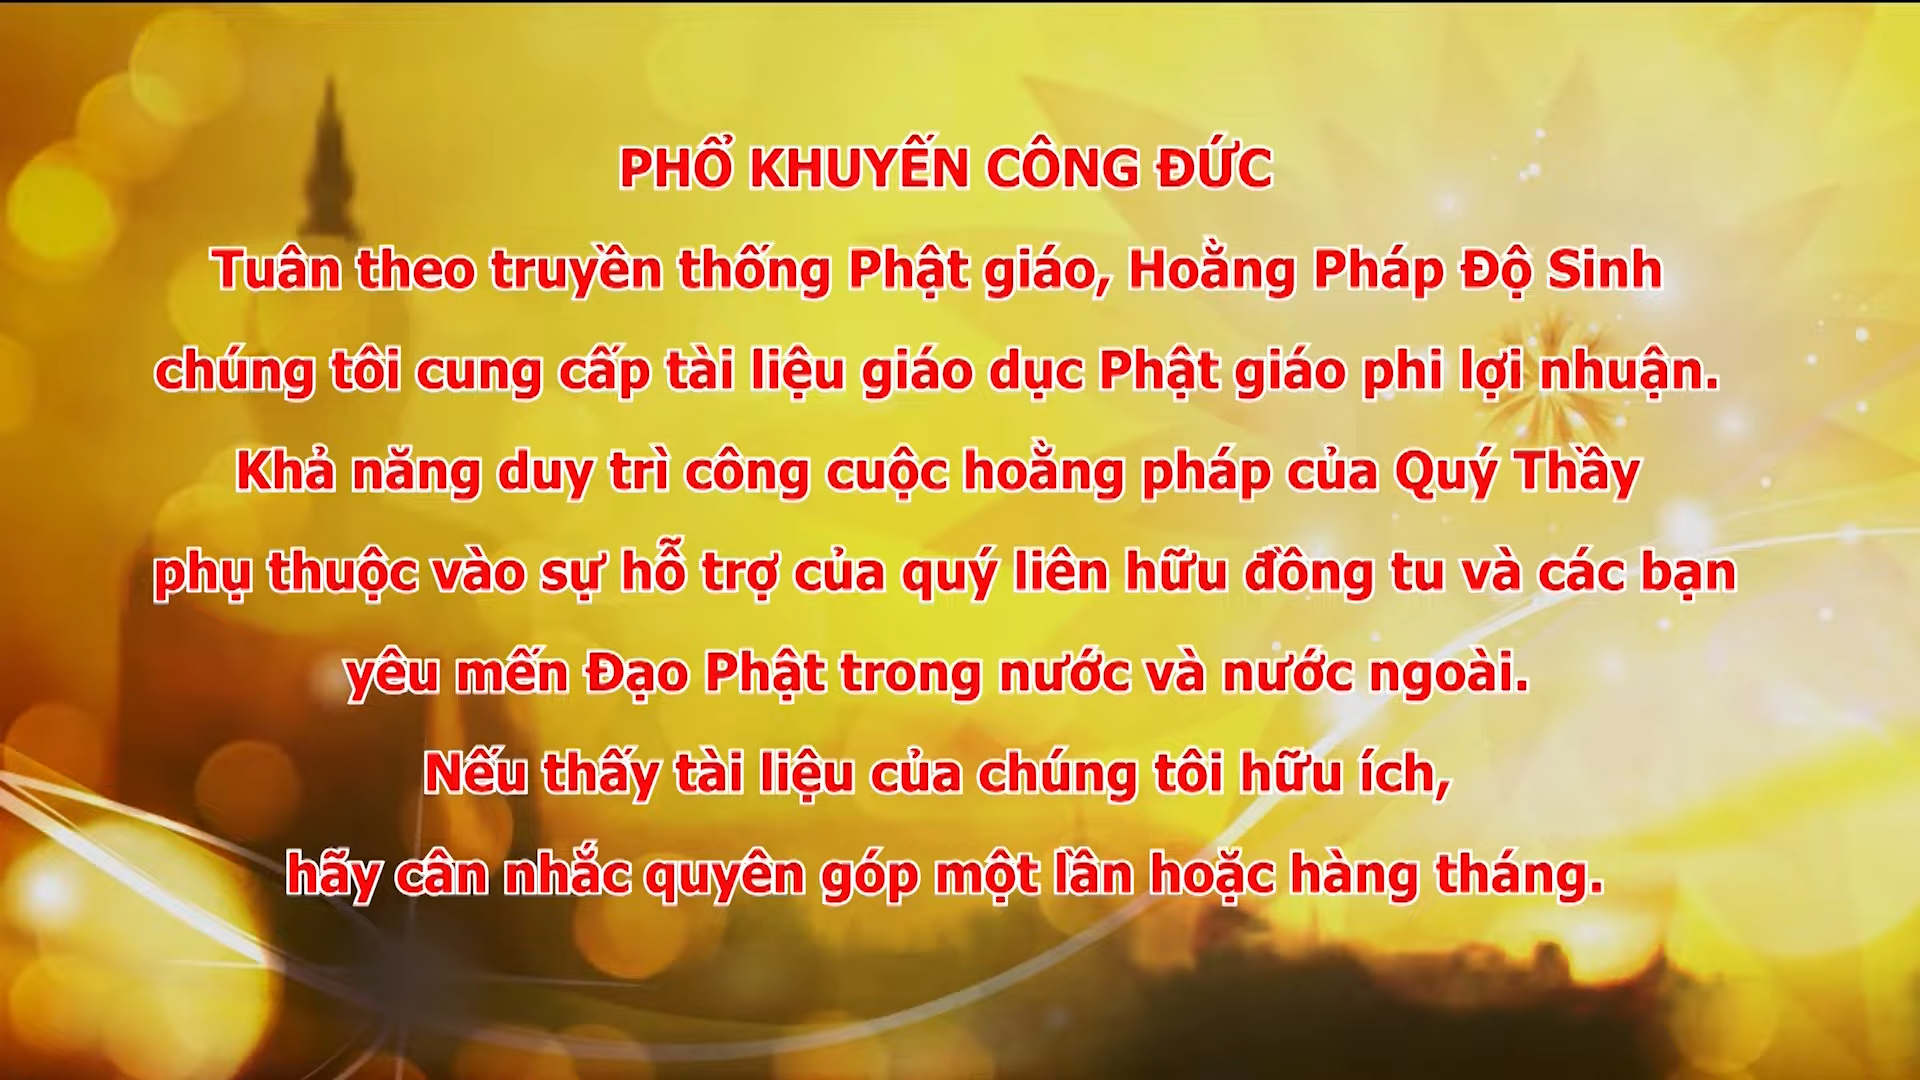 PHỔ KHUYẾN CÔNG ĐỨC
Tuân theo truyền thống Phật giáo, Hoằng Pháp Độ Sinh
chúng tôi cung cấp tài liệu giáo dục Phật giáo phi lợi nhuận.
Khả năng duy trì công cuộc hoằng pháp của Quý Thầy
phụ thuộc vào sự hỗ trợ của quý liên hữu đồng tu và các bạn
yêu mến Đạo Phật trong nước và nước ngoài.
Nếu thấy tài liệu của chúng tôi hữu ích,
hãy cân nhắc quyên góp một lần hoặc hàng tháng.